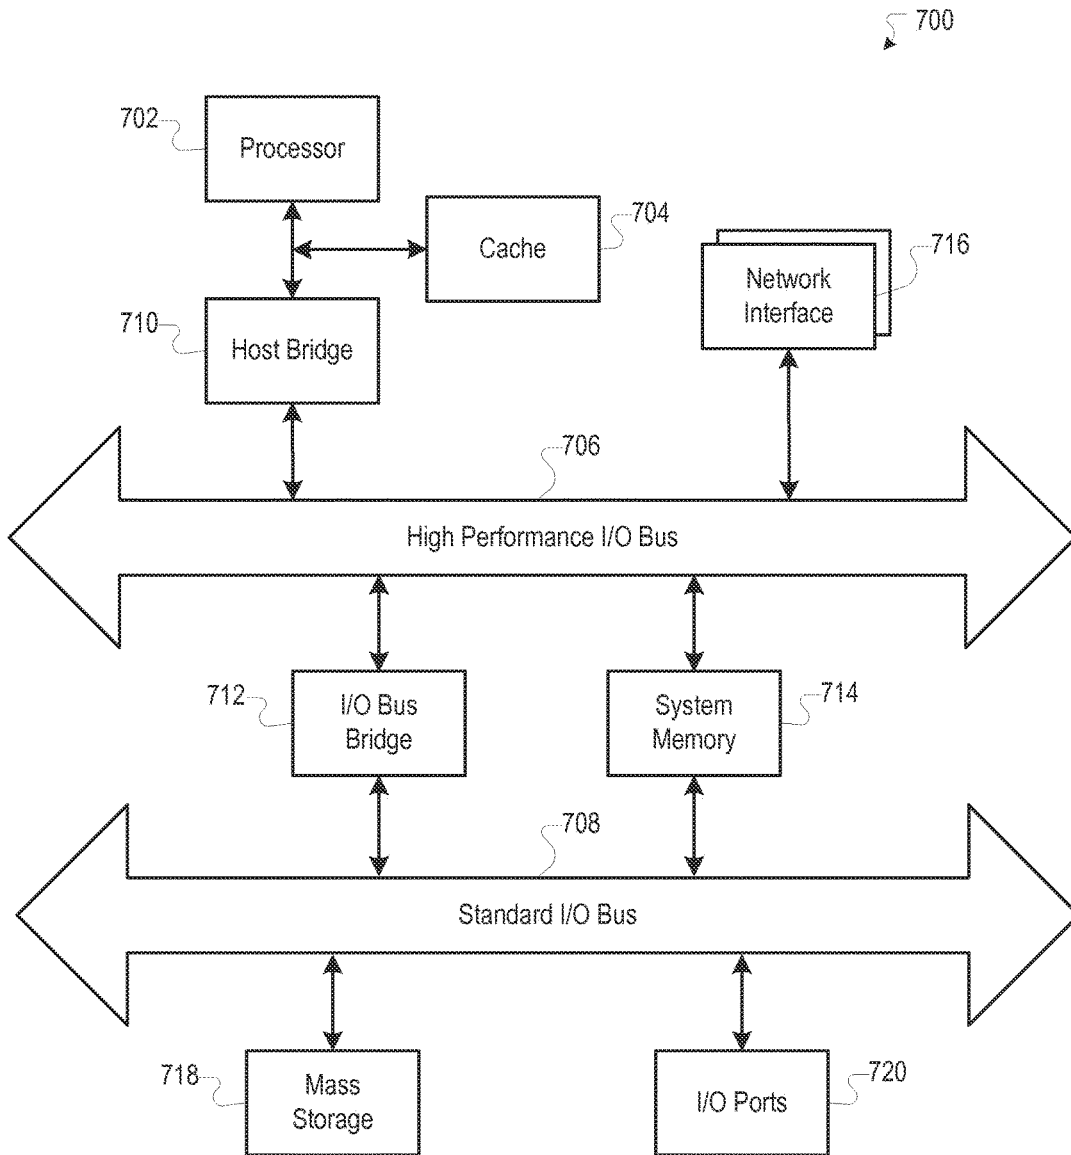 700
702
Processor
704
Cache
716
Network
Interface
710
Host Bridge
706
High Performance I/O Bus
712
I/O Bus
Bridge
714
System
Memory
708
Standard I/O Bus
718
Mass
Storage
720
I/O Ports